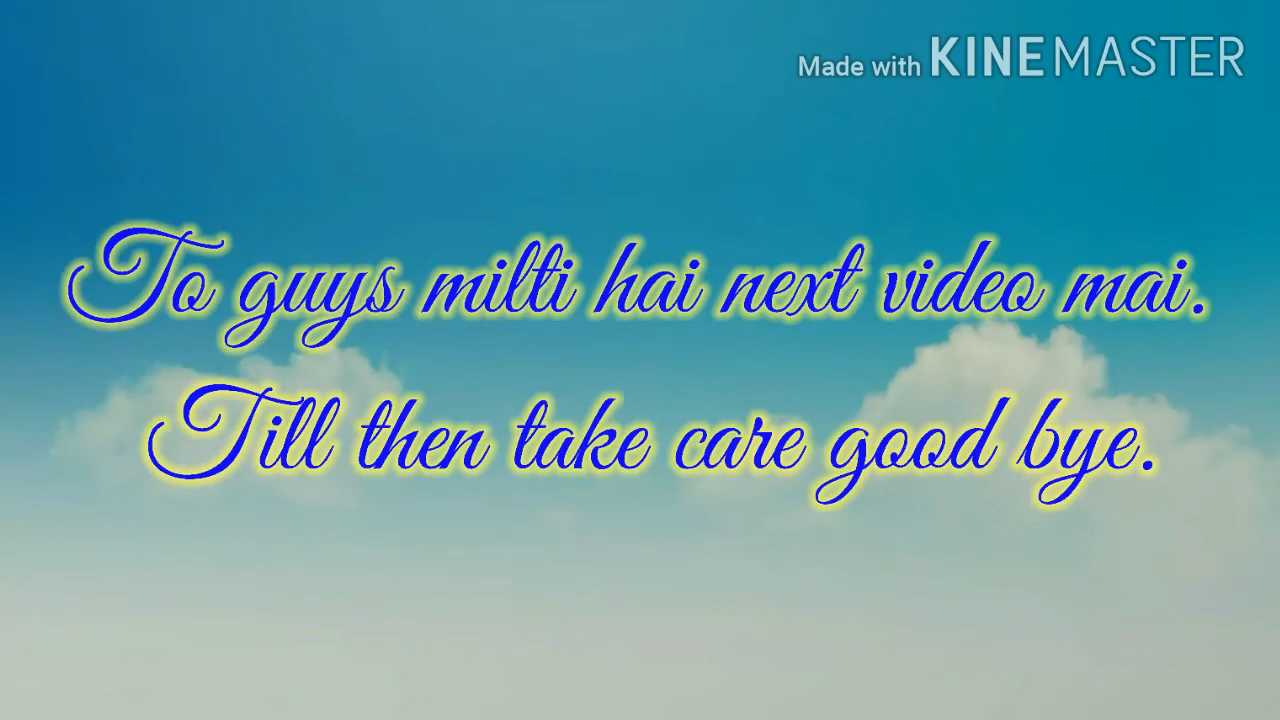 Made with KINEMASTER
To guys milti hai next video mai.
Till then take care good bye.